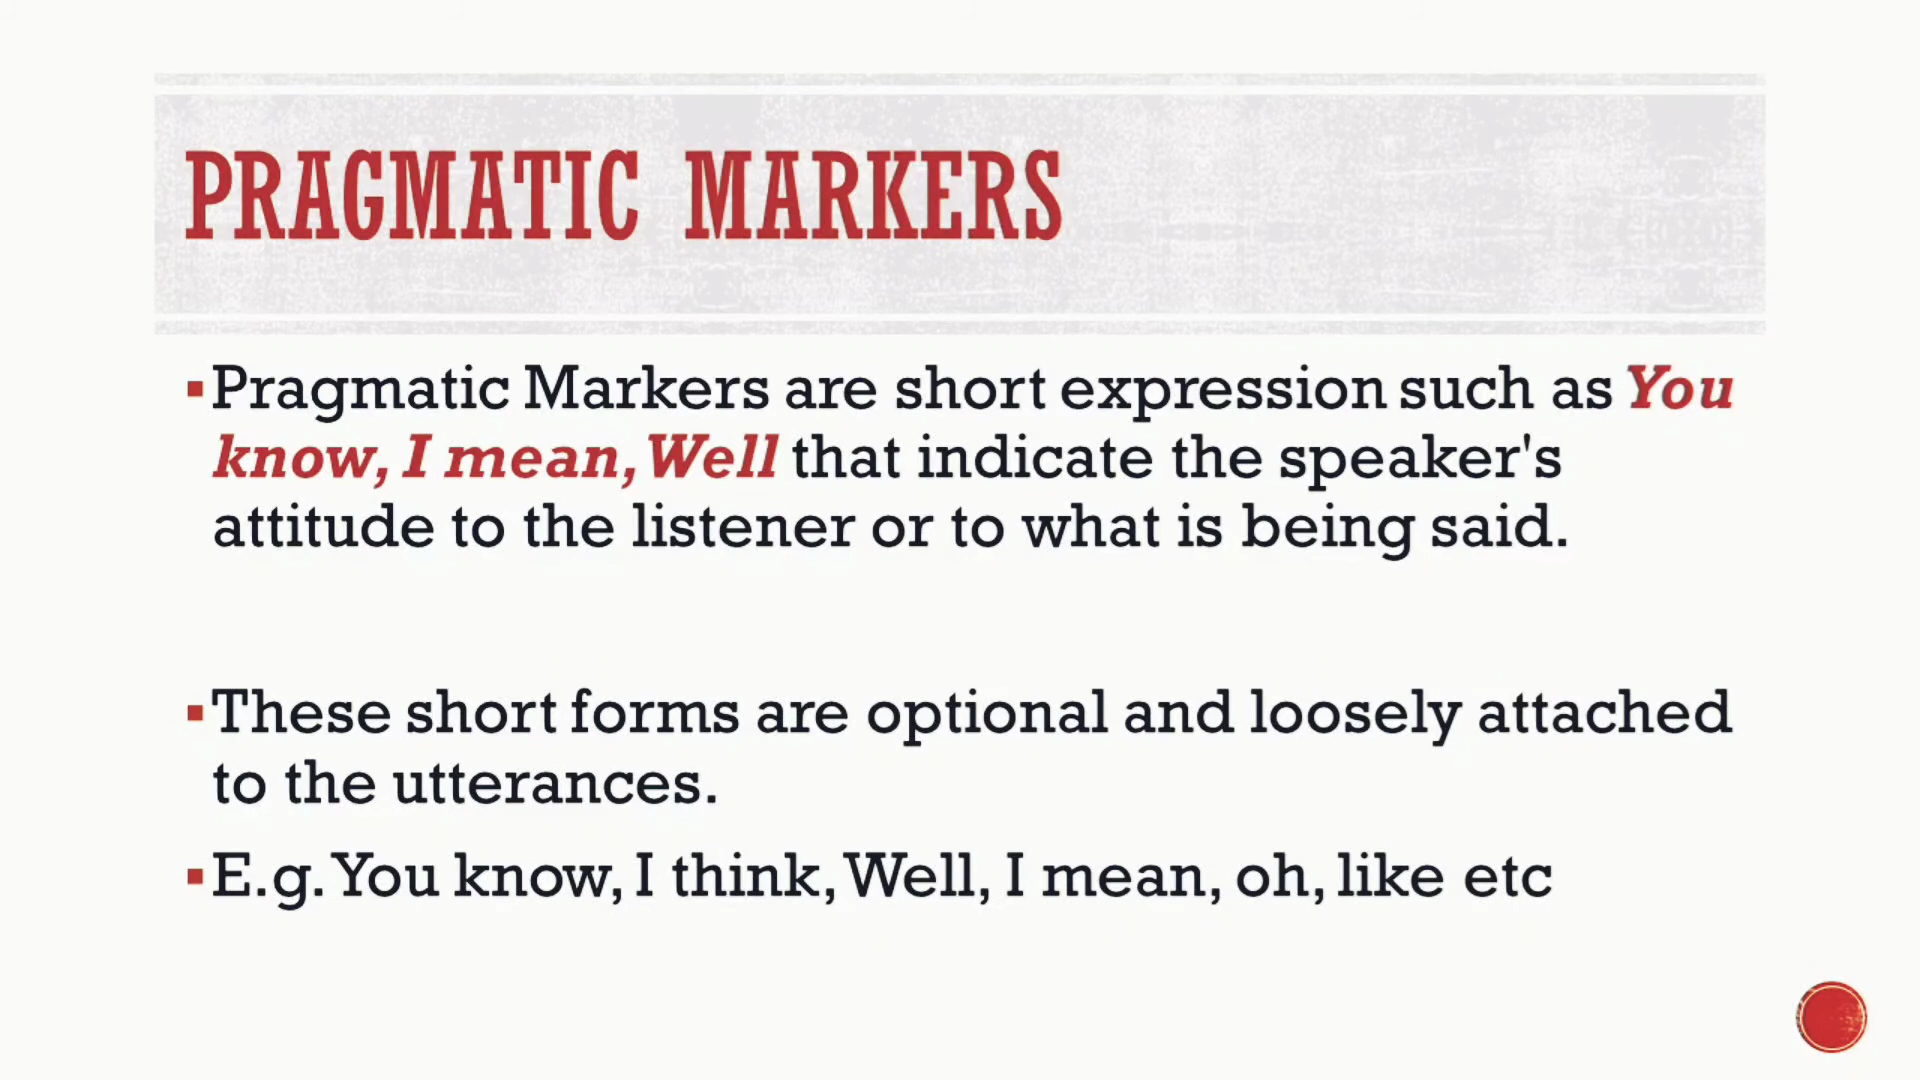 PRAGMATIC MARKERS
▪Pragmatic Markers are short expression such as You
know, I mean, Well that indicate the speaker's
attitude to the listener or to what is being said.
▪These short forms are optional and loosely attached
to the utterances.
▪E.g. You know, I think, Well, I mean, oh, like etc